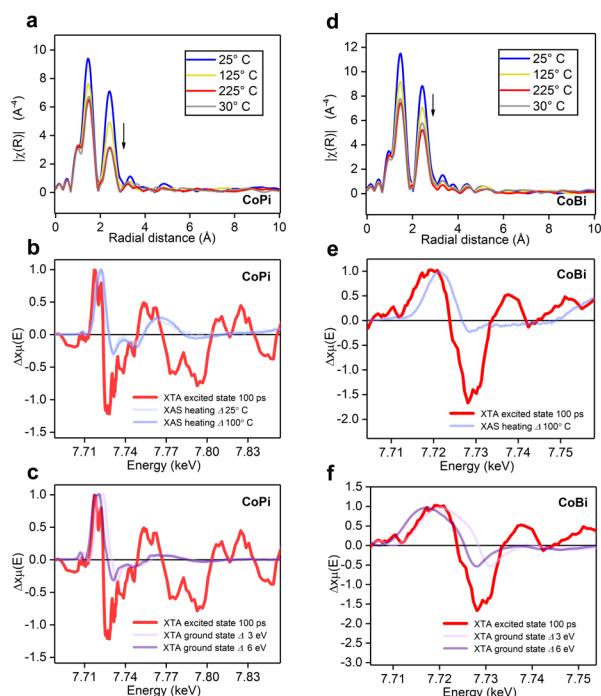 a
10
8
6
4
2
0
|χ(R)| (Å⁻⁴)
25° C
125° C
225° C
30° C
CoPi
0 2 4 6 8 10
Radial distance (Å)
d
12
10
8
6
4
2
0
|χ(R)| (A⁻⁴)
25° C
125° C
225° C
30° C
CoBi
0 2 4 6 8 10
Radial distance (Å)
b
CoPi
1.0
0.5
0.0
-0.5
-1.0
-1.5
Δxμ(E)
XTA excited state 100 ps
XAS heating Δ 25° C
XAS heating Δ 100° C
7.71 7.74 7.77 7.80 7.83
Energy (keV)
e
CoBi
1.0
0.5
0.0
-0.5
-1.0
-1.5
-2.0
Δxμ(E)
XTA excited state 100 ps
XAS heating Δ 100° C
7.71 7.72 7.73 7.74 7.75
Energy (keV)
c
CoPi
1.0
0.5
0.0
-0.5
-1.0
-1.5
Δxμ(E)
XTA excited state 100 ps
XTA ground state Δ 3 eV
XTA ground state Δ 6 eV
7.71 7.74 7.77 7.80 7.83
Energy (keV)
f
CoBi
1.0
0.5
0.0
-0.5
-1.0
-1.5
-2.0
-2.5
-3.0
Δxμ(E)
XTA excited state 100 ps
XTA ground state Δ 3 eV
XTA ground state Δ 6 eV
7.71 7.72 7.73 7.74 7.75
Energy (keV)